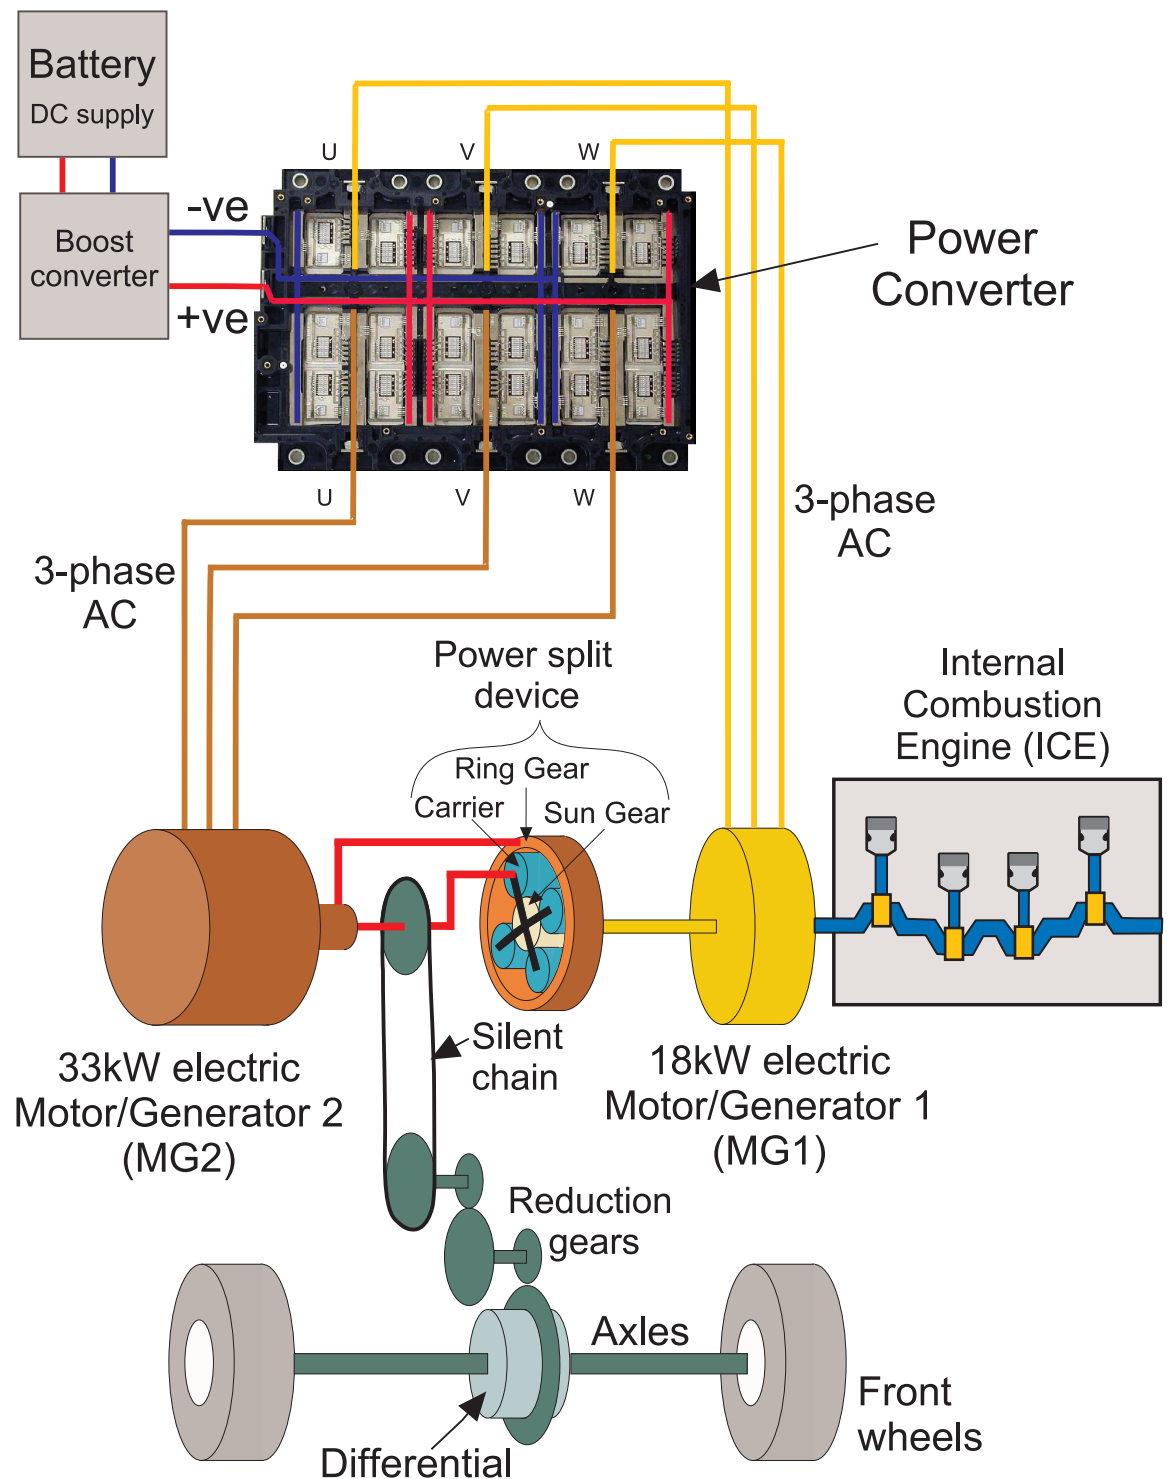 Battery
DC supply
Boost
converter
-ve
+ve
U
V
W
Power
Converter
U
V
W
3-phase
AC
3-phase
AC
Power split
device
Ring Gear
Carrier
Sun Gear
Internal
Combustion
Engine (ICE)
Silent
chain
33kW electric
Motor/Generator 2
(MG2)
18kW electric
Motor/Generator 1
(MG1)
Reduction
gears
Axles
Front
wheels
Differential